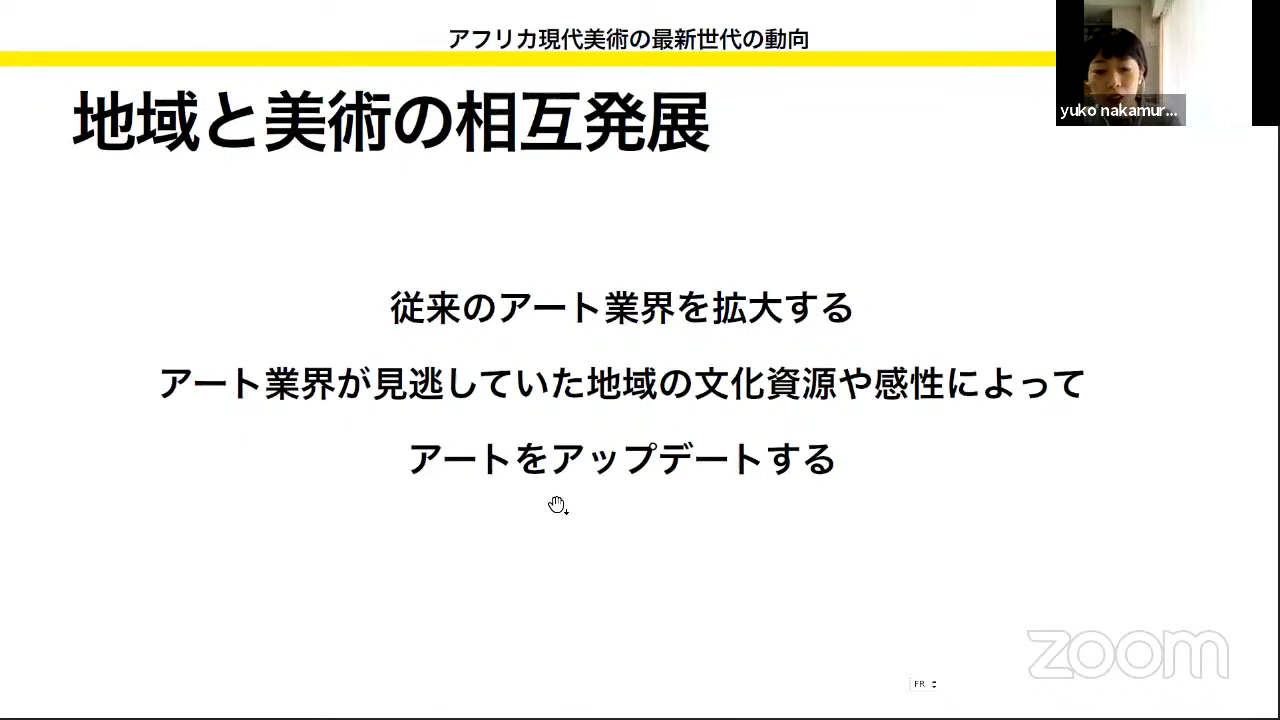 アフリカ現代美術の最新世代の動向
yuko nakamur...
地域と美術の相互発展
従来のアート業界を拡大する
アート業界が見逃していた地域の文化資源や感性によって
アートをアップデートする
zoom
FR